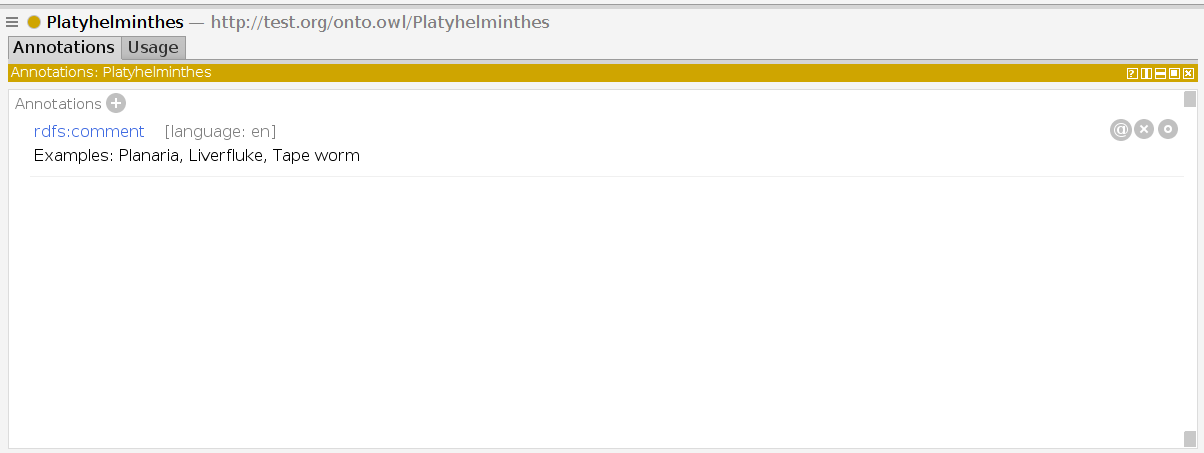 Platyhelminthes — http://test.org/onto.owl/Platyhelminthes
Annotations Usage
Annotations: Platyhelminthes
Annotations
rdfs:comment [language: en]
Examples: Planaria, Liverfluke, Tape worm